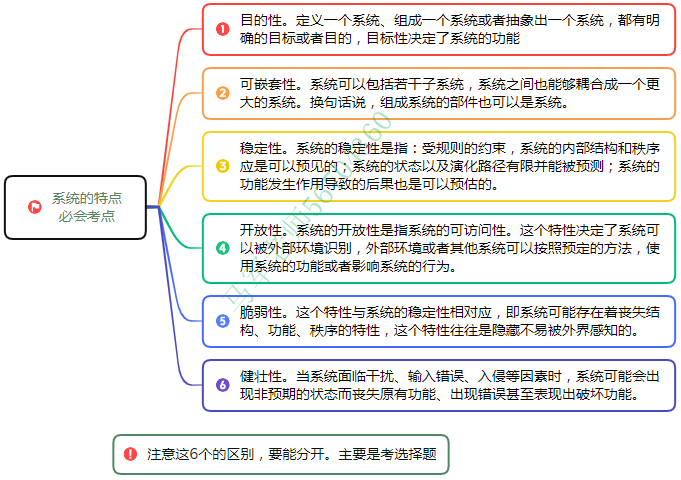 系统的特点
必会考点
1 目的性。定义一个系统、组成一个系统或者抽象出一个系统，都有明
确的目标或者目的，目标性决定了系统的功能
2 可嵌套性。系统可以包括若干子系统，系统之间也能够耦合成一个更
大的系统。换句话说，组成系统的部件也可以是系统。
3 稳定性。系统的稳定性是指：受规则的约束，系统的内部结构和秩序
应是可以预见的；系统的状态以及演化路径有限并能被预测；系统的
功能发生作用导致的后果也是可以预估的。
4 开放性。系统的开放性是指系统的可访问性。这个特性决定了系统可
以被外部环境识别，外部环境或者其他系统可以按照预定的方法，使
用系统的功能或者影响系统的行为。
5 脆弱性。这个特性与系统的稳定性相对应，即系统可能存在着丧失结
构、功能、秩序的特性，这个特性往往是隐藏不易被外界感知的。
6 健壮性。当系统面临干扰、输入错误、入侵等因素时，系统可能会出
现非预期的状态而丧失原有功能、出现错误甚至表现出破坏功能。
注意这6个的区别，要能分开。主要是考选择题